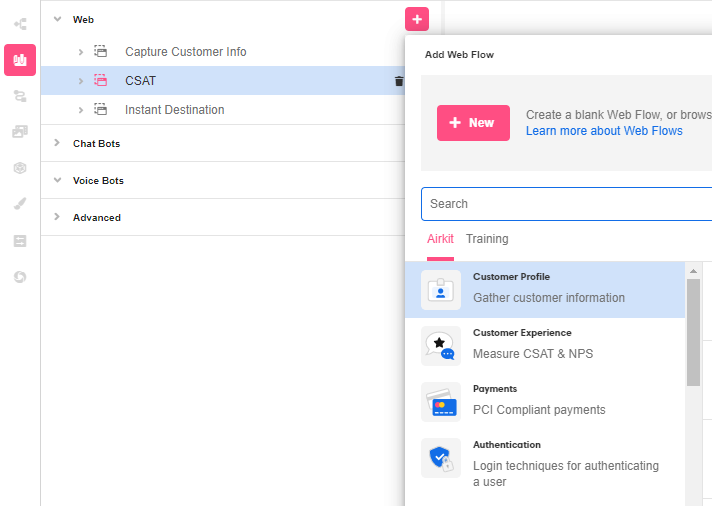 Web
Capture Customer Info
CSAT
Instant Destination
Chat Bots
Voice Bots
Advanced
Add Web Flow
New
Create a blank Web Flow, or brows
Learn more about Web Flows
Search
Airkit Training
Customer Profile
Gather customer information
Customer Experience
Measure CSAT & NPS
Payments
PCI Compliant payments
Authentication
Login techniques for authenticating
a user